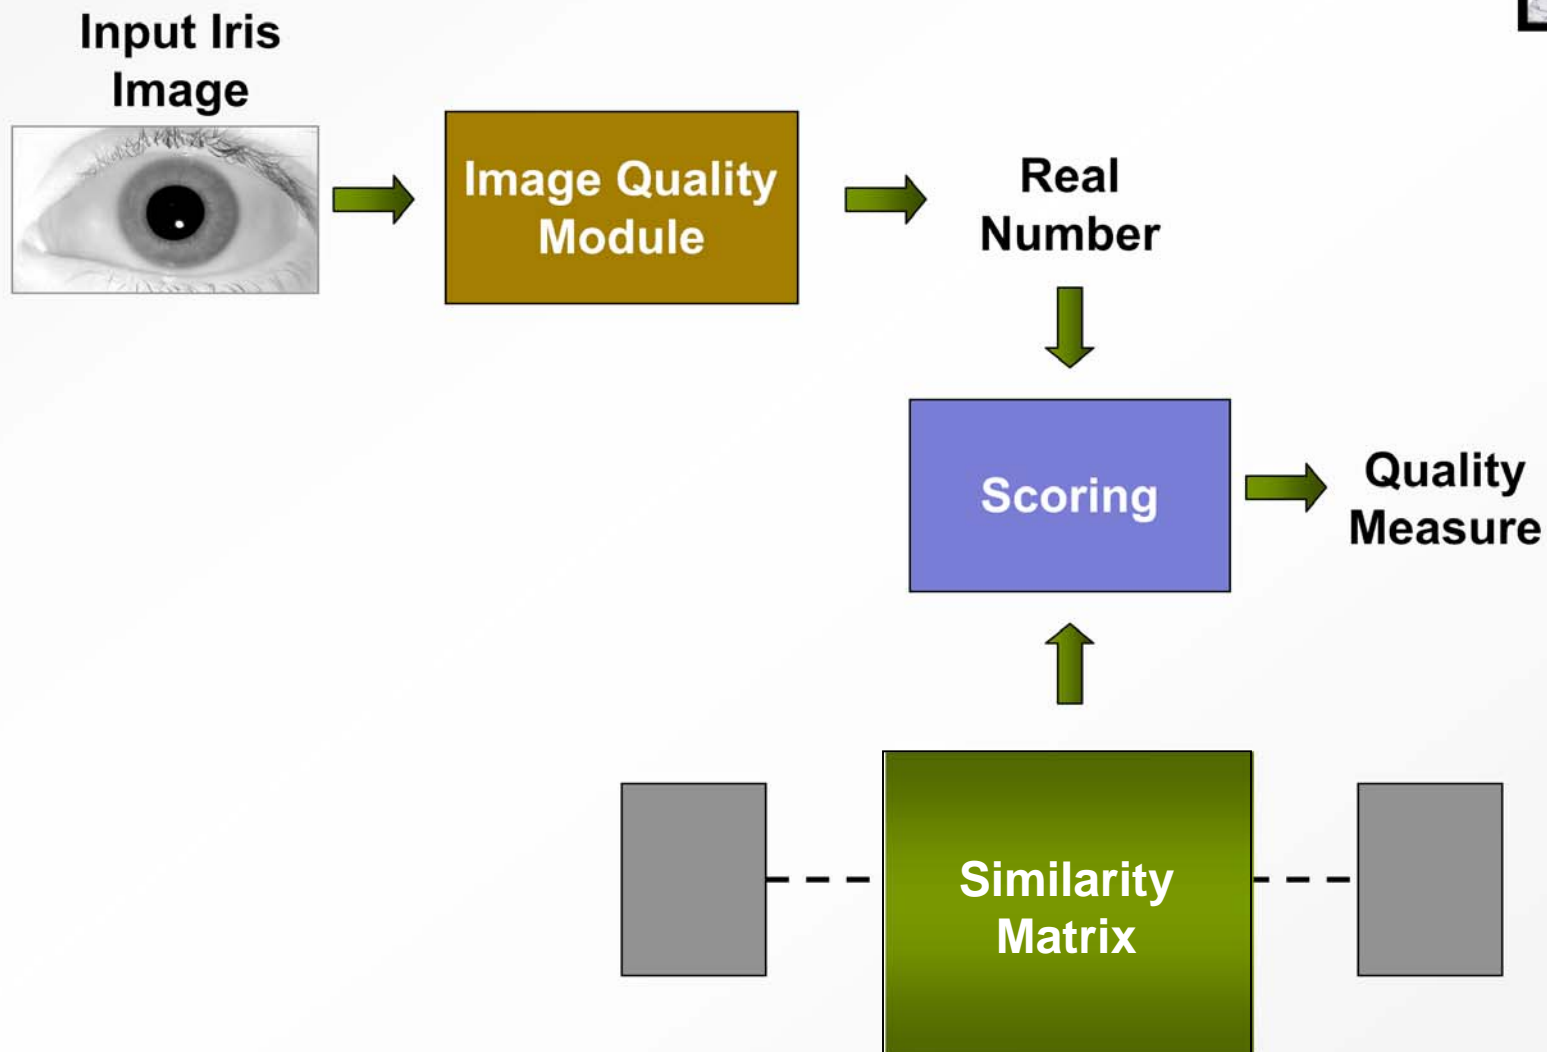 Input Iris
Image
Image Quality
Module
Real
Number
Scoring
Quality
Measure
Similarity
Matrix